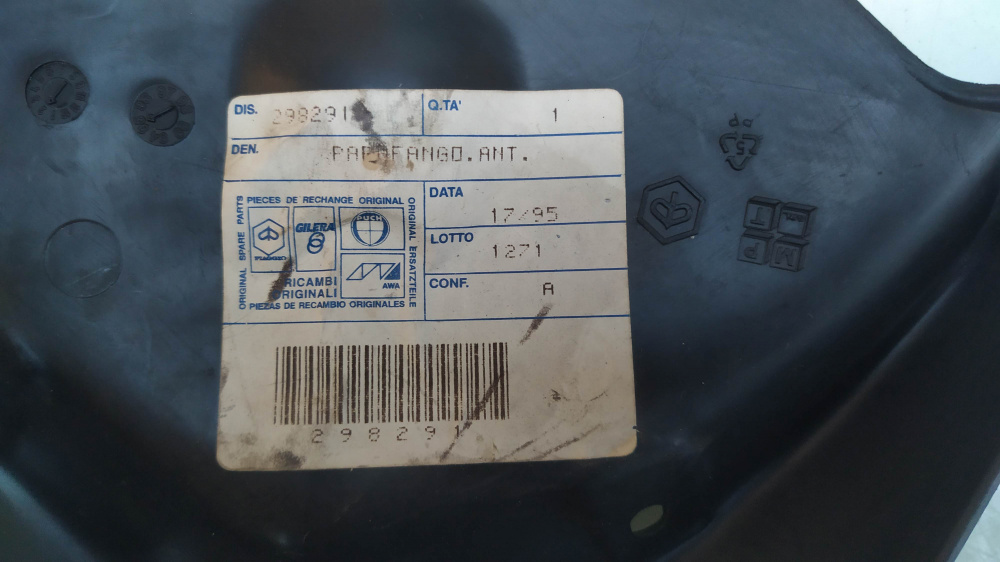 DIS. 298291
Q.TA' 1
DEN. PARAFANGO.ANT.
PIECES DE RECHANGE ORIGINAL
ORIGINAL SPARE PARTS
ORIGINAL ERSATZTEILE
GILERA
PUCH
AWA
RICAMBI
ORIGINALI
PIEZAS DE RECAMBIO ORIGINALES
DATA 17/95
LOTTO 1271
CONF. A
298291
PP
T
M P